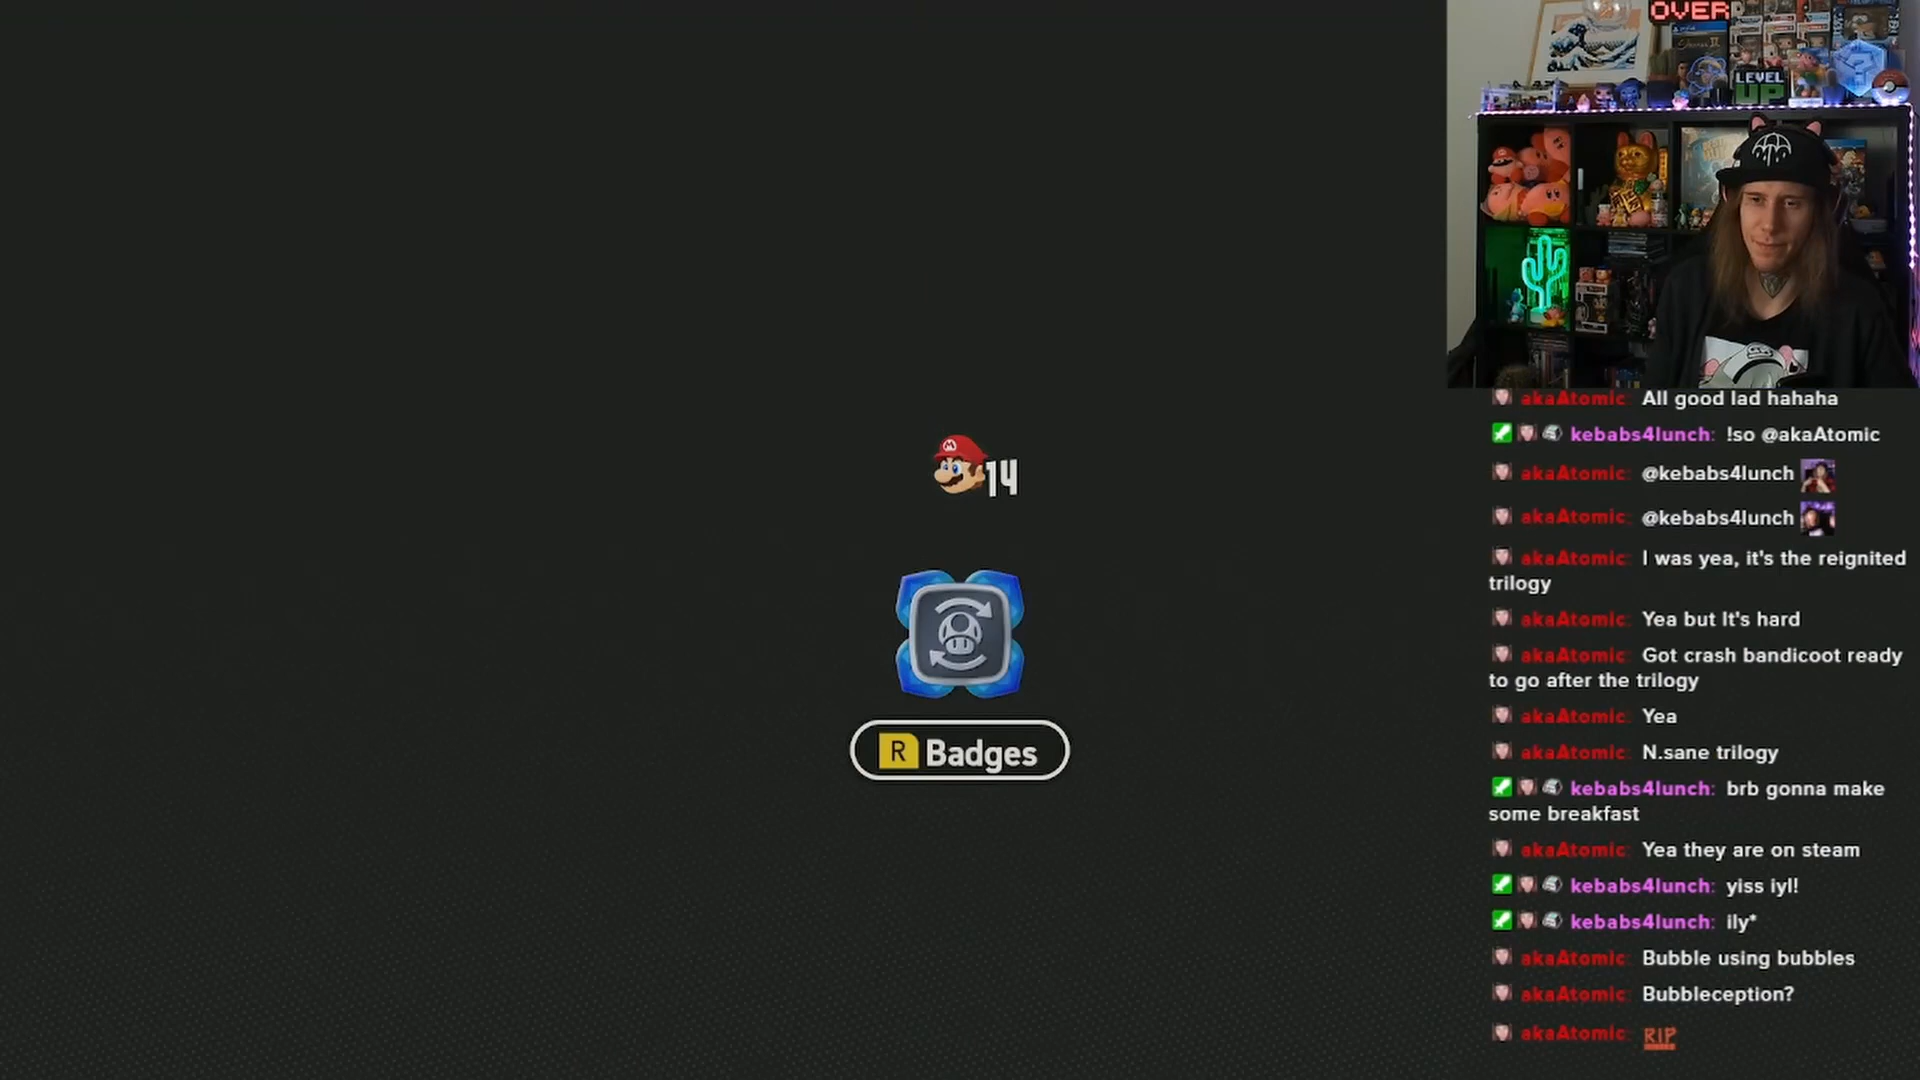 OVER
LEVEL
UP
M
14
R Badges
akaAtomic: All good lad hahaha
kebabs4lunch: !so @akaAtomic
akaAtomic: @kebabs4lunch
akaAtomic: @kebabs4lunch
akaAtomic: I was yea, it's the reignited
trilogy
akaAtomic: Yea but It's hard
akaAtomic: Got crash bandicoot ready
to go after the trilogy
akaAtomic: Yea
akaAtomic: N.sane trilogy
kebabs4lunch: brb gonna make
some breakfast
akaAtomic: Yea they are on steam
kebabs4lunch: yiss iyl!
kebabs4lunch: ily*
akaAtomic: Bubble using bubbles
akaAtomic: Bubbleception?
akaAtomic: RIP